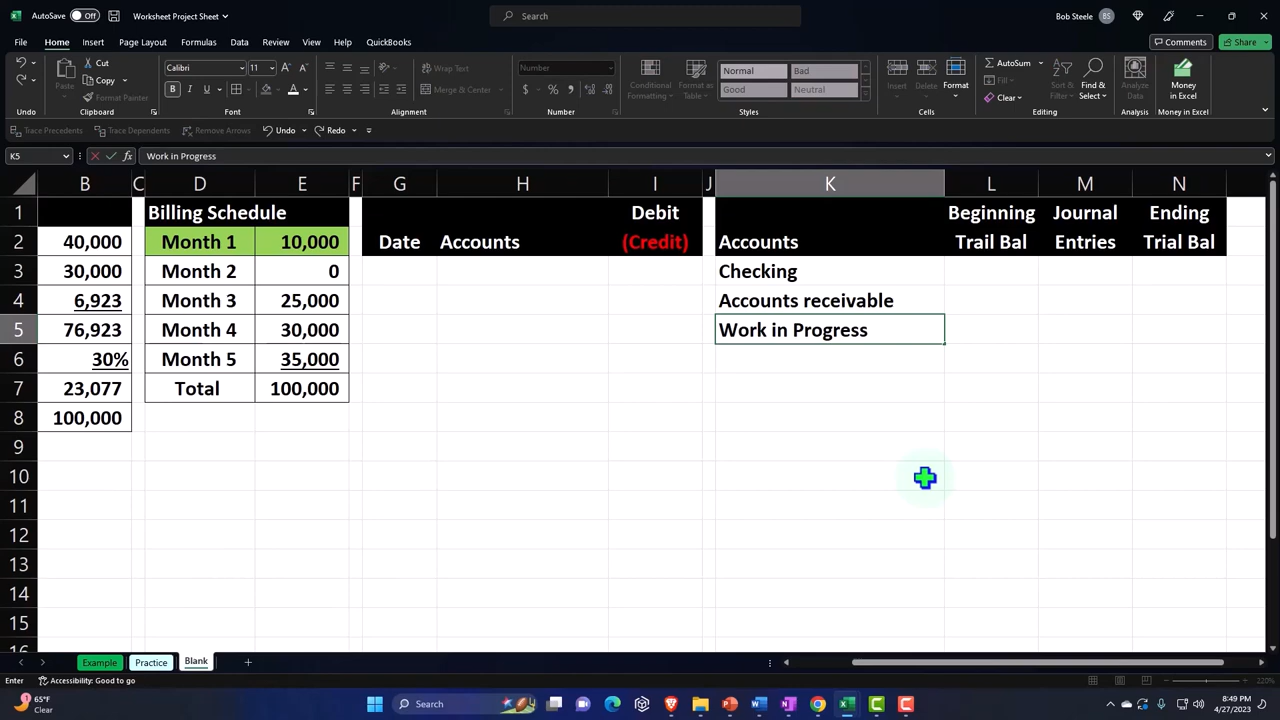 AutoSave Off Worksheet Project Sheet Search Bob Steele BS
File Home Insert Page Layout Formulas Data Review View Help QuickBooks Comments Share
Paste Cut Copy Format Painter Calibri 11 B I U Wrap Text Merge & Center Number $ % Conditional Formatting Format as Table Normal Bad Good Neutral Insert Delete Format AutoSum Clear Sort & Filter Find & Select Analyze Data Money in Excel
Undo Clipboard Font Alignment Number Styles Cells Editing Analysis Money in Excel
Trace Precedents Trace Dependents Remove Arrows Undo Redo
K5 fx Work in Progress
B C D E F G H I J K L M N
1 Billing Schedule Debit Beginning Journal Ending
2 40,000 Month 1 10,000 Date Accounts (Credit) Accounts Trail Bal Entries Trial Bal
3 30,000 Month 2 0 Checking
4 6,923 Month 3 25,000 Accounts receivable
5 76,923 Month 4 30,000 Work in Progress
6 30% Month 5 35,000
7 23,077 Total 100,000
8 100,000
9
10
11
12
13
14
15
16
Example Practice Blank
Enter Accessibility: Good to go 220%
65°F
Clear
Search
8:49 PM
4/27/2023